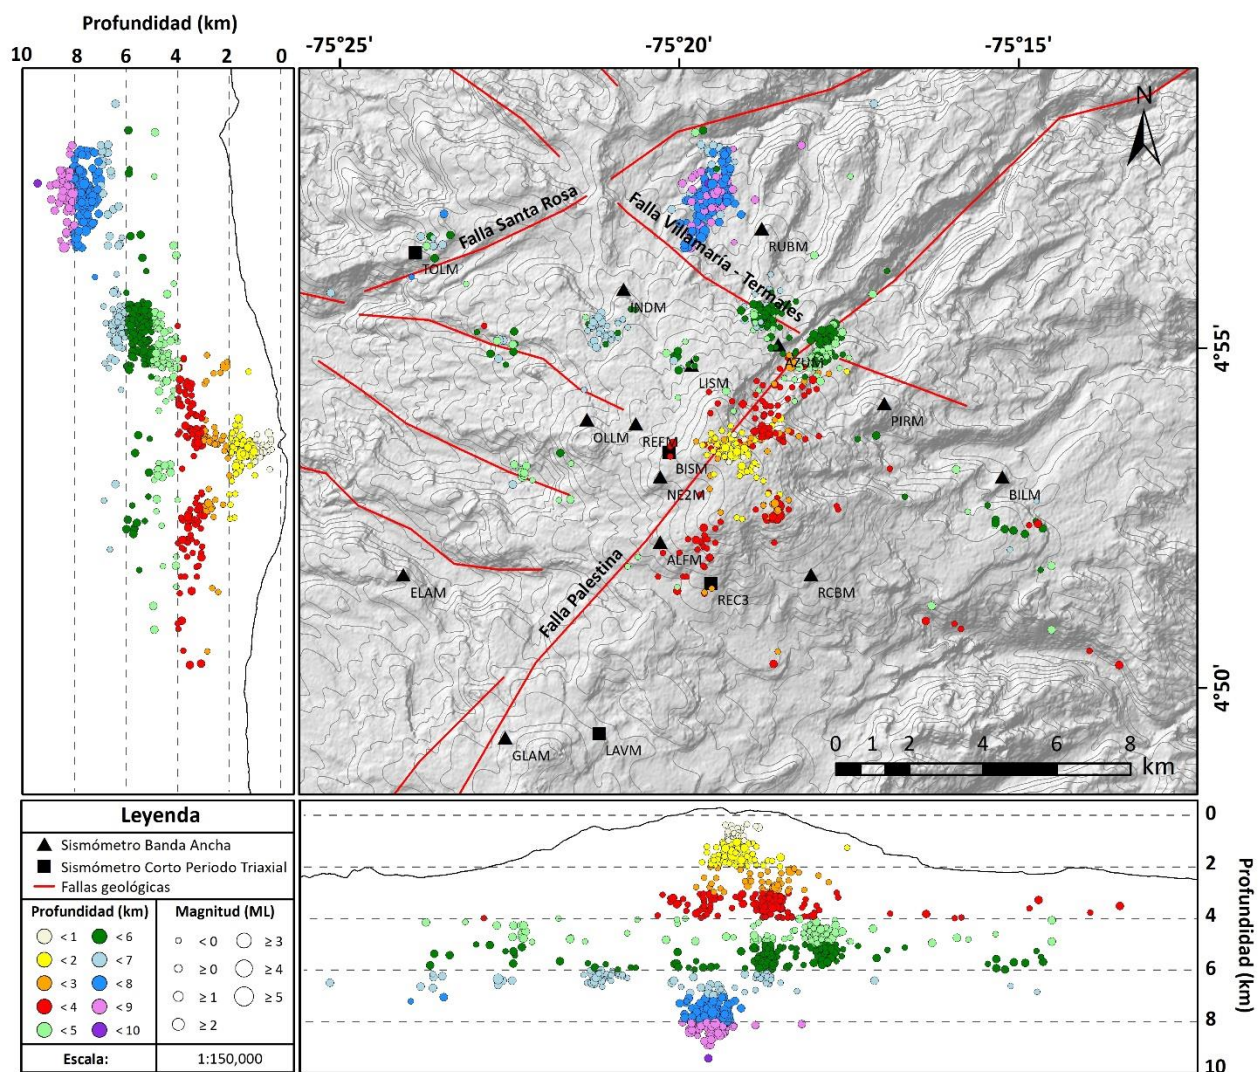 Profundidad (km)
10 8 6 4 2 0
-75°25' -75°20' -75°15'
N
Falla Santa Rosa
Falla Villamaría - Termales
RUBM
TOLM
INDM
4°55'
AZUM
LISM
PIRM
OLLM
REFM
BISM
NE2M
BILM
ALFM
ELAM
REC3
RCBM
Falla Palestina
4°50'
GLAM
LAVM
0 1 2 4 6 8
km
Leyenda
Sismómetro Banda Ancha
Sismómetro Corto Periodo Triaxial
Fallas geológicas
Profundidad (km) Magnitud (ML)
< 1 < 6 < 0 ≥ 3
< 2 < 7 ≥ 0 ≥ 4
< 3 < 8 ≥ 1 ≥ 5
< 4 < 9 ≥ 2
< 5 < 10
Escala: 1:150,000
0
2
4
6
8
10
Profundidad (km)